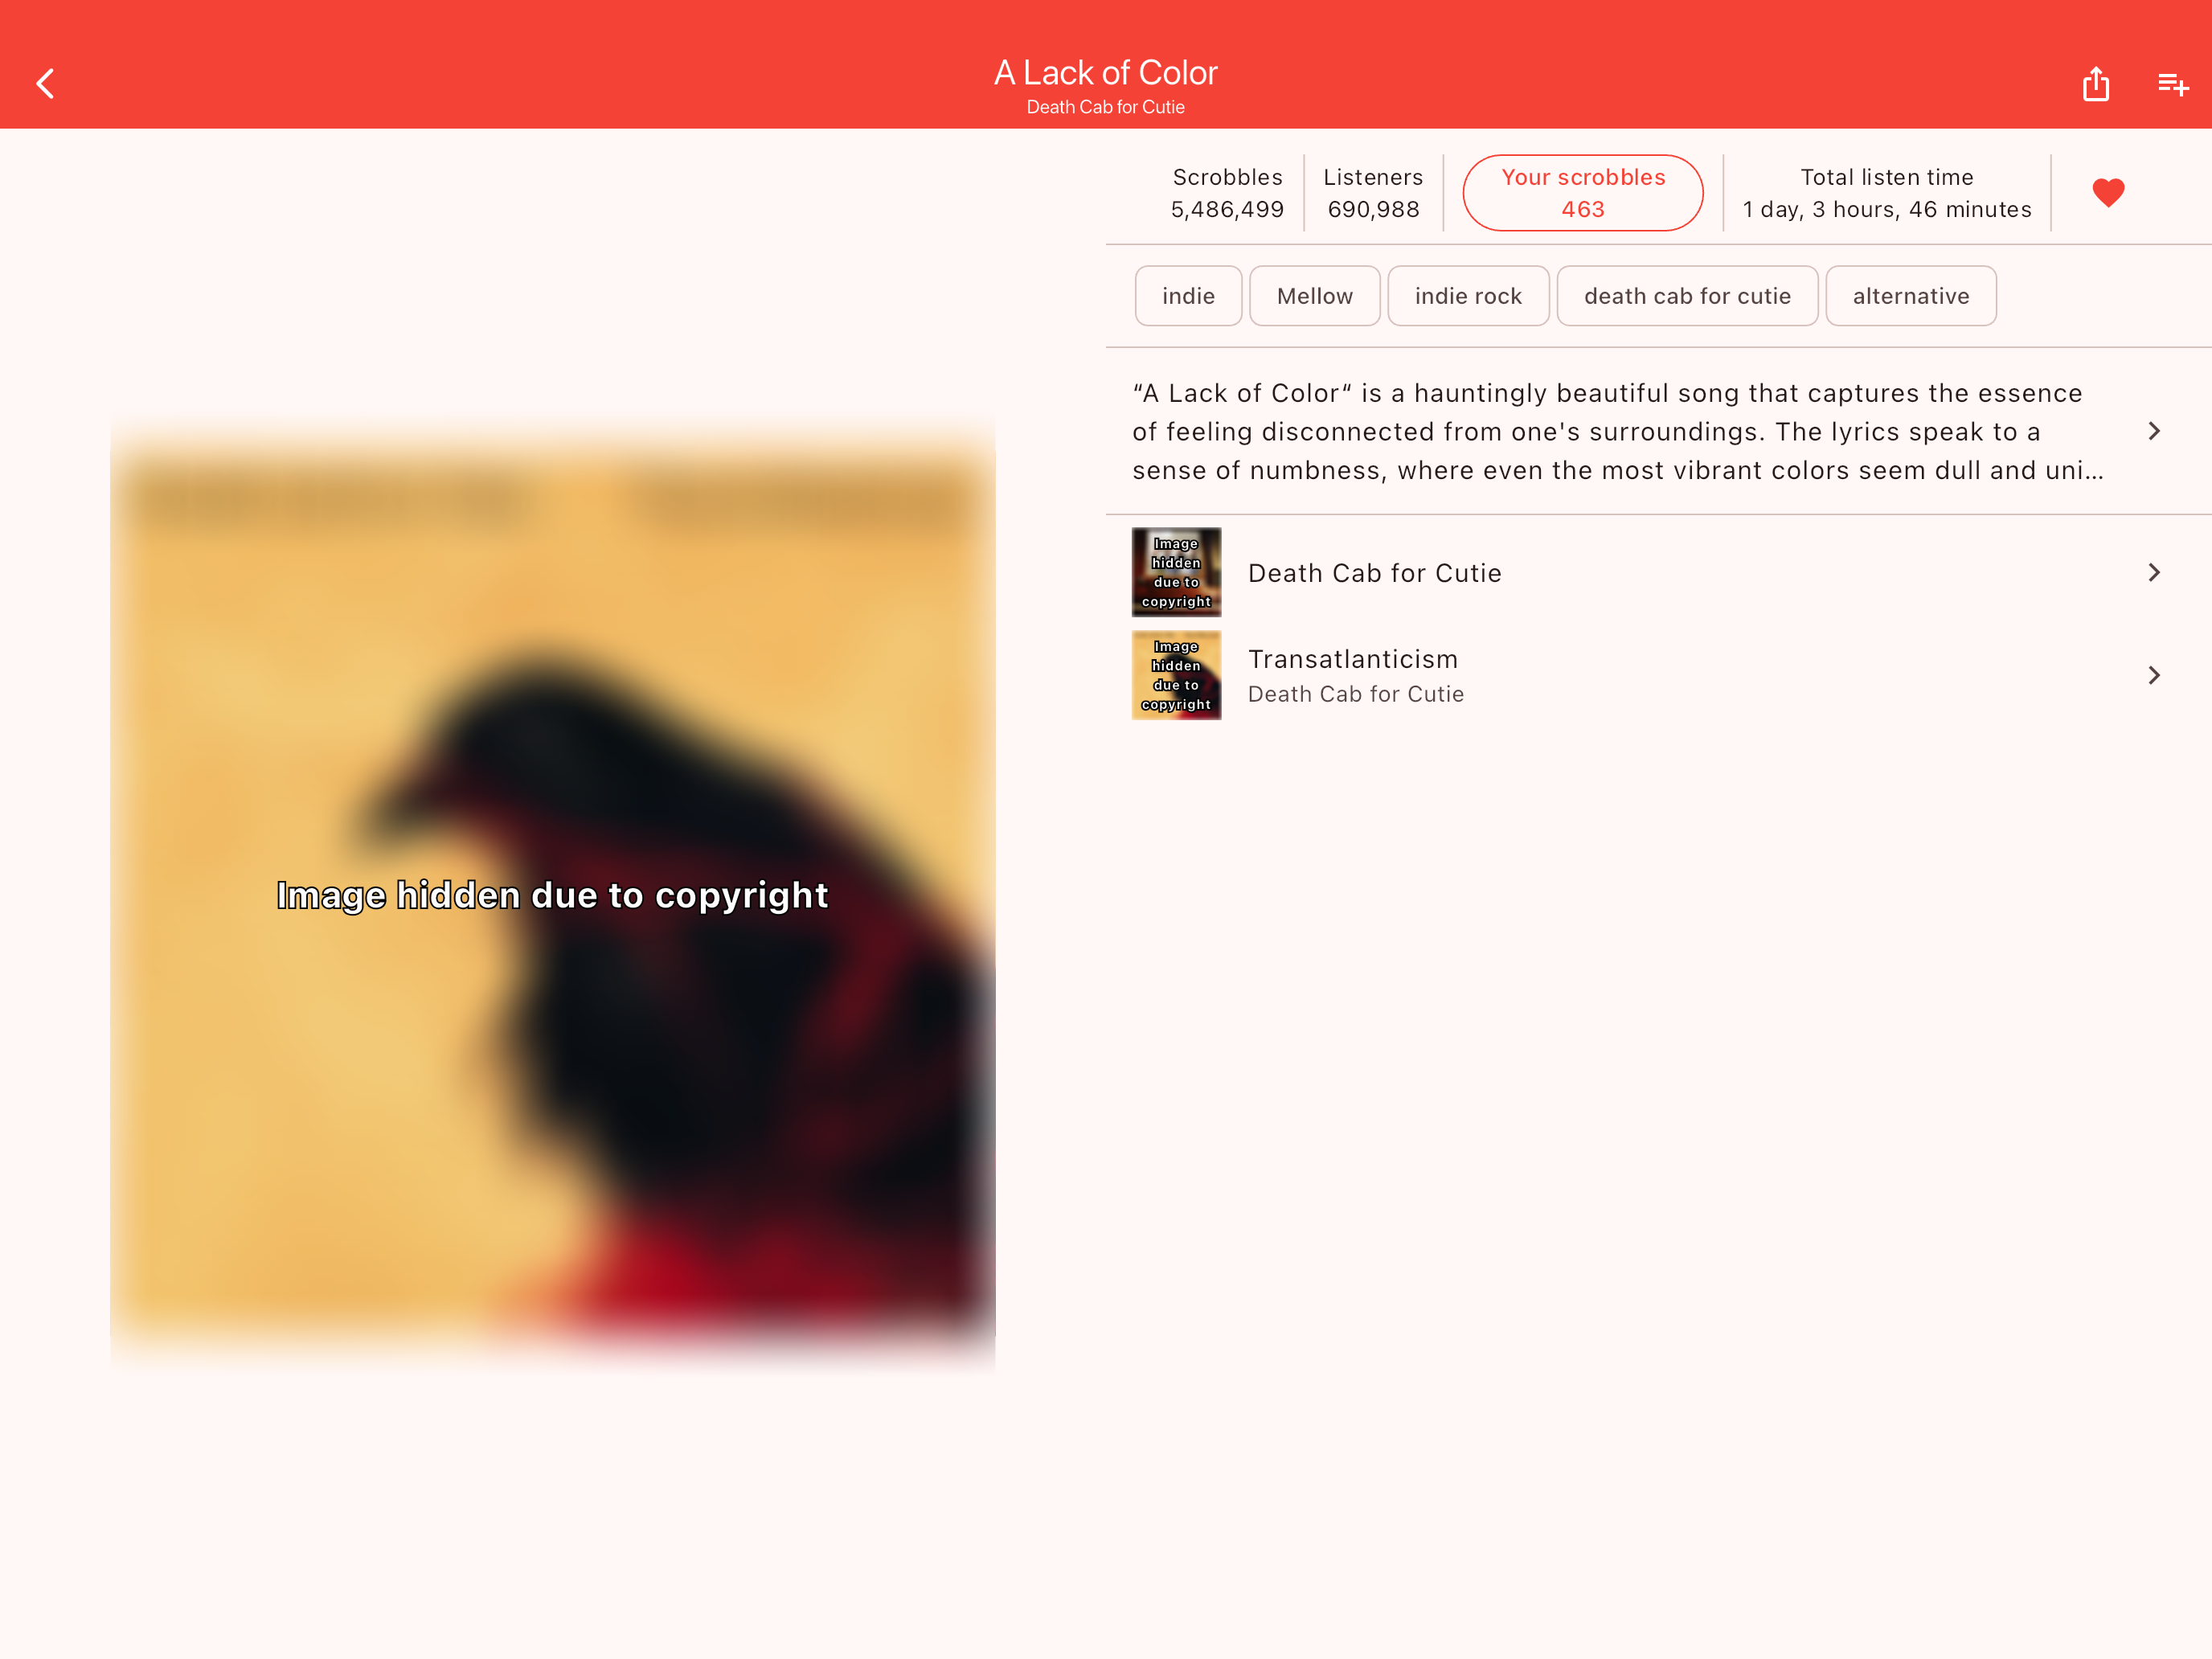 A Lack of Color
Death Cab for Cutie
Scrobbles
5,486,499
Listeners
690,988
Your scrobbles
463
Total listen time
1 day, 3 hours, 46 minutes
indie
Mellow
indie rock
death cab for cutie
alternative
“A Lack of Color“ is a hauntingly beautiful song that captures the essence
of feeling disconnected from one's surroundings. The lyrics speak to a
sense of numbness, where even the most vibrant colors seem dull and uni...
Image
hidden
due to
copyright
Death Cab for Cutie
Image
hidden
due to
copyright
Transatlanticism
Death Cab for Cutie
Image hidden due to copyright